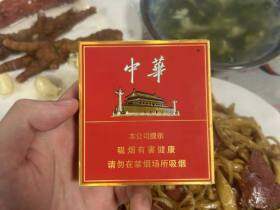 中華
本公司提示
吸烟有害健康
请勿在禁烟场所吸烟